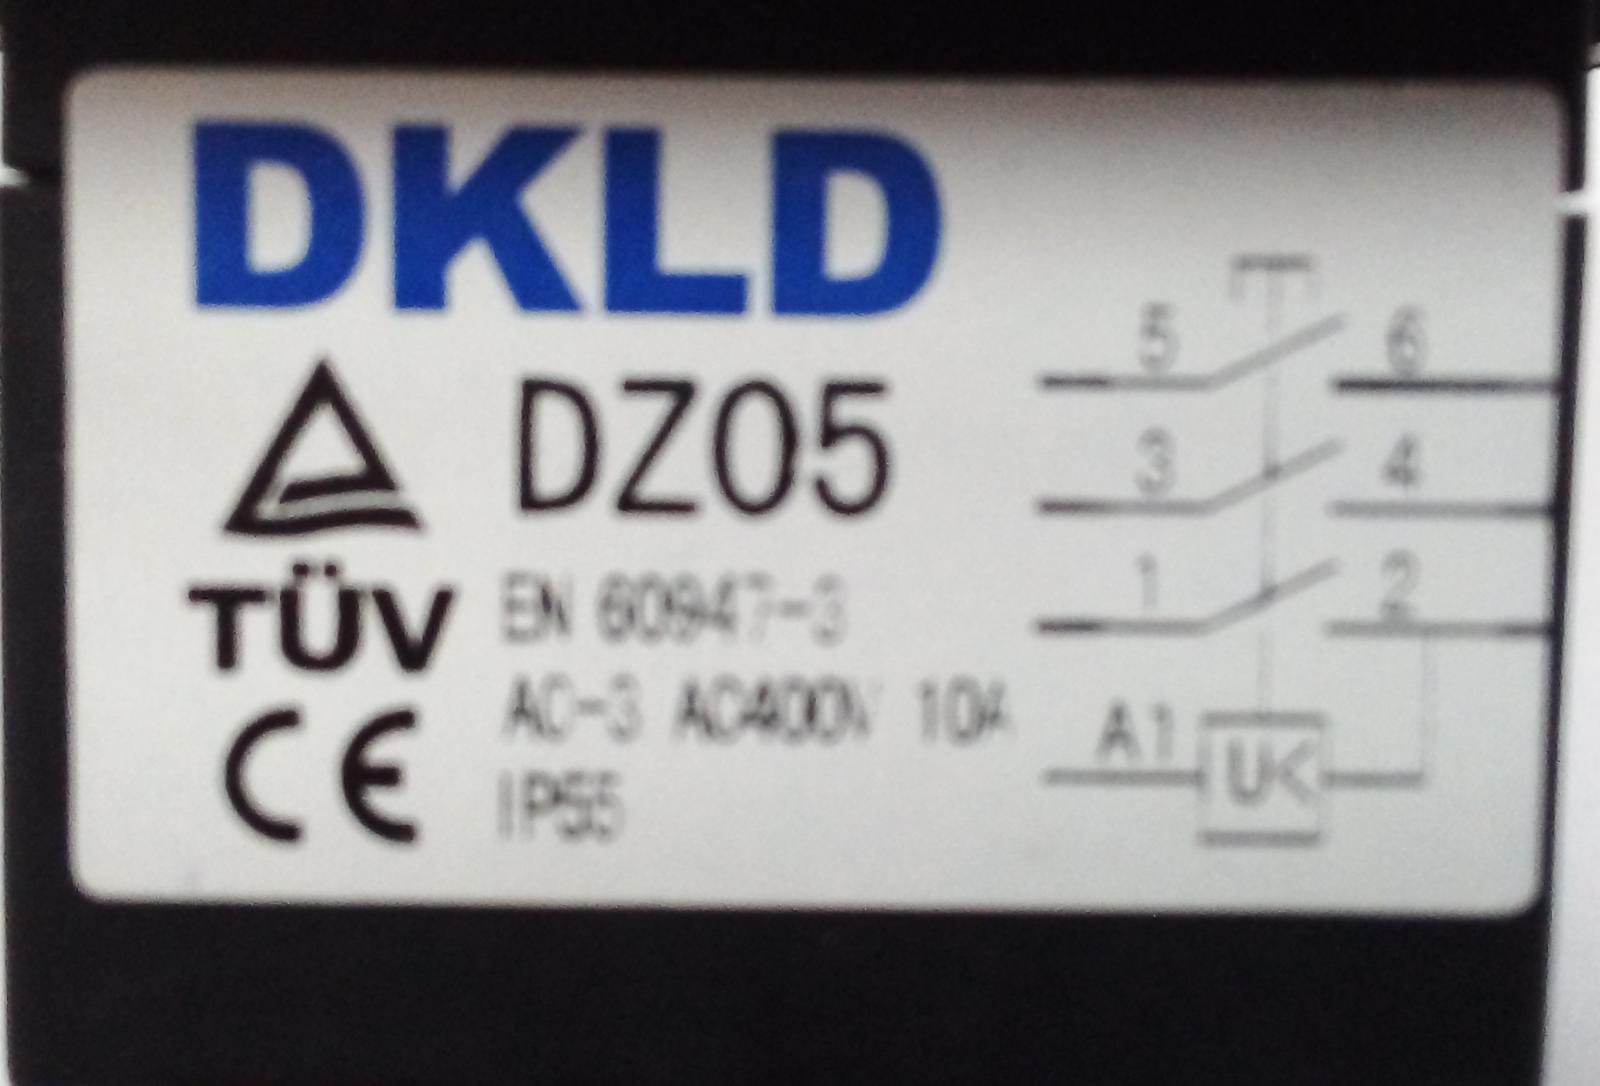 DKLD
DZ05
TÜV
EN 60947-3
AC-3 AC400V 10A
CE
IP55
5 6
3 4
1 2
A1
U<